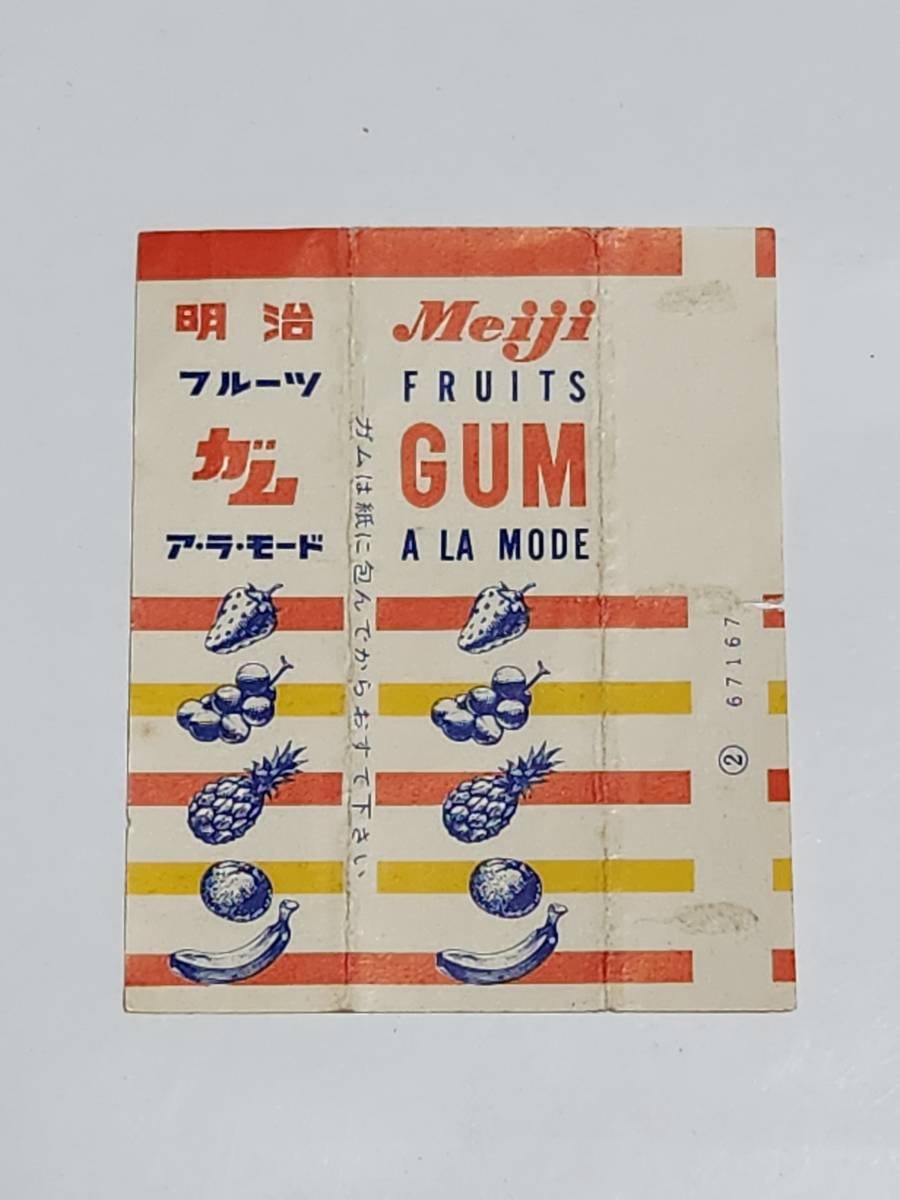 明治
フルーツ
ガム
ア・ラ・モード
ガムは紙に包んでからおすて下さい
Meiji
FRUITS
GUM
A LA MODE
② 67167